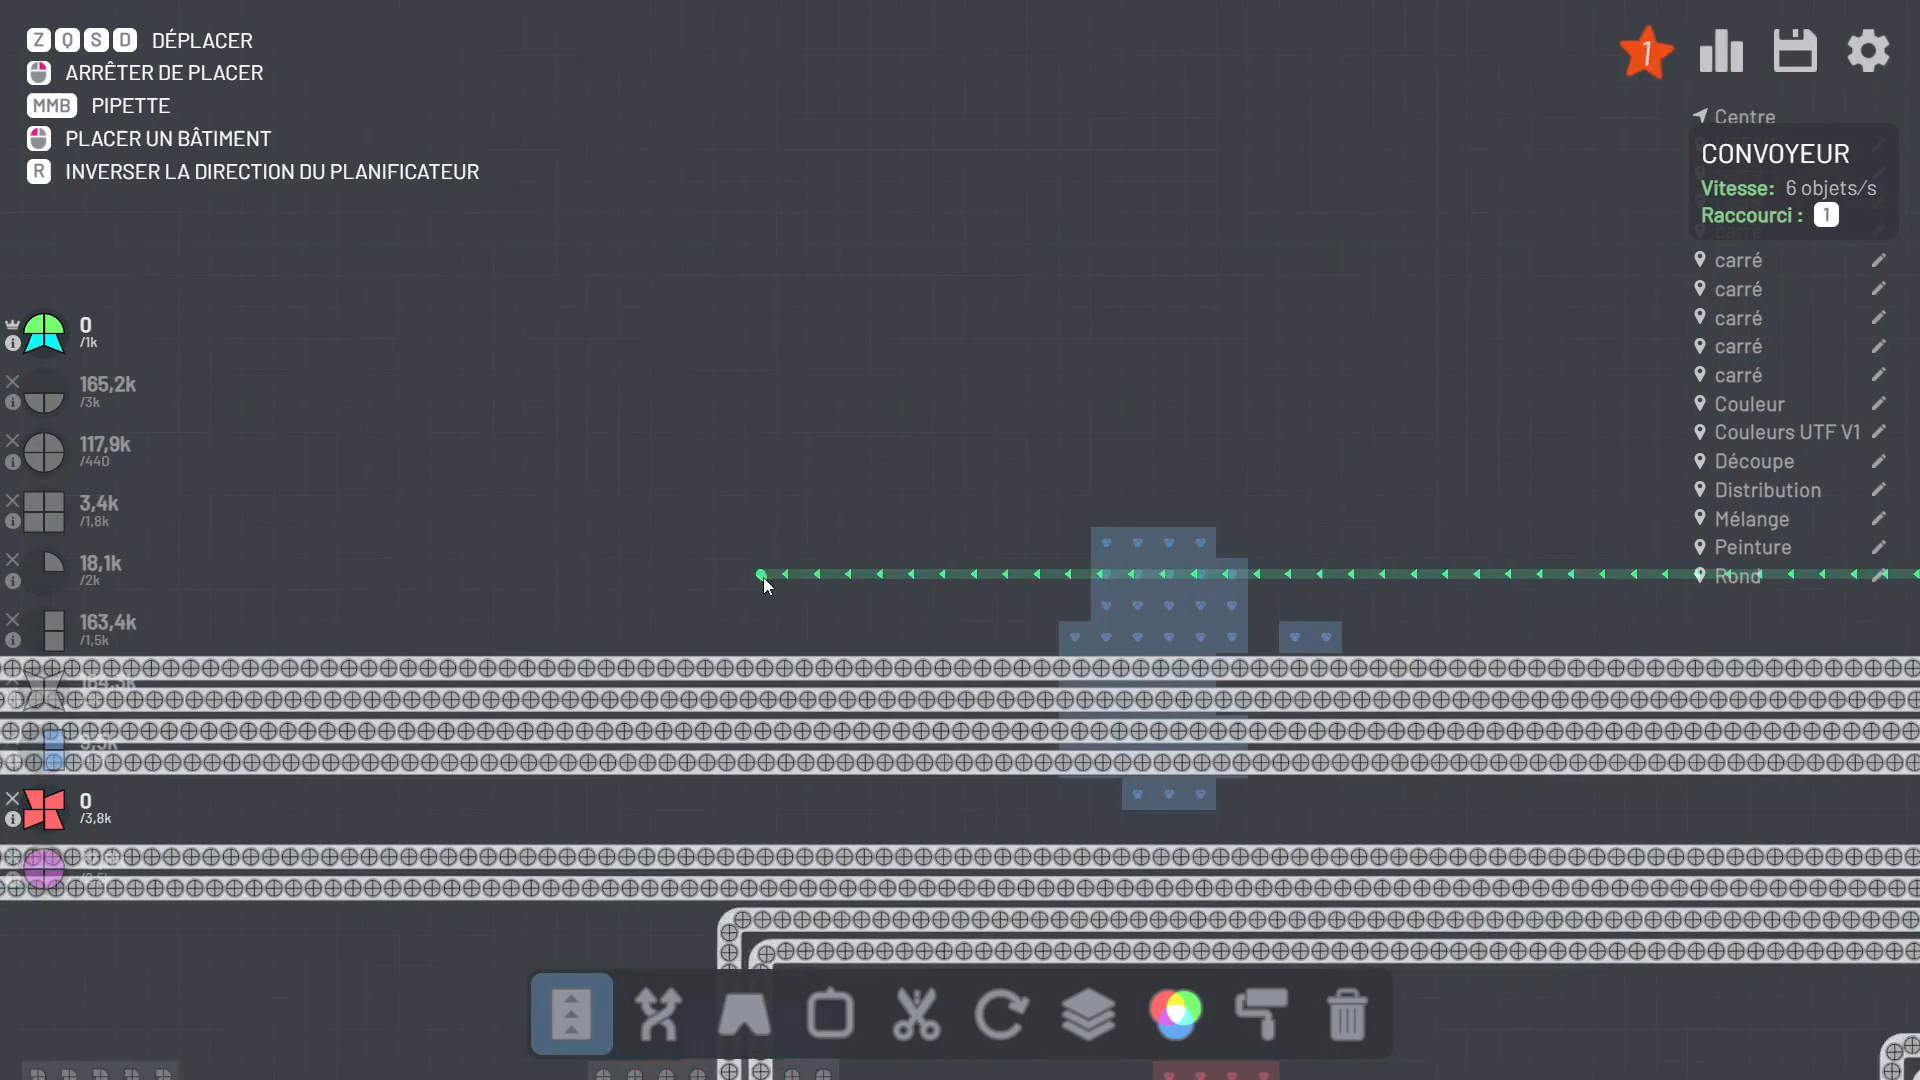 Z Q S D DÉPLACER
ARRÊTER DE PLACER
MMB PIPETTE
PLACER UN BÂTIMENT
R INVERSER LA DIRECTION DU PLANIFICATEUR
1
Centre
CONVOYEUR
Vitesse: 6 objets/s
Raccourci : 1
carré
carré
carré
carré
carré
carré
Couleur
Couleurs UTF V1
Découpe
Distribution
Mélange
Peinture
Rond
0
/1k
165,2k
/3k
117,9k
/440
3,4k
/1,8k
18,1k
/2k
163,4k
/1,5k
0
/3,8k